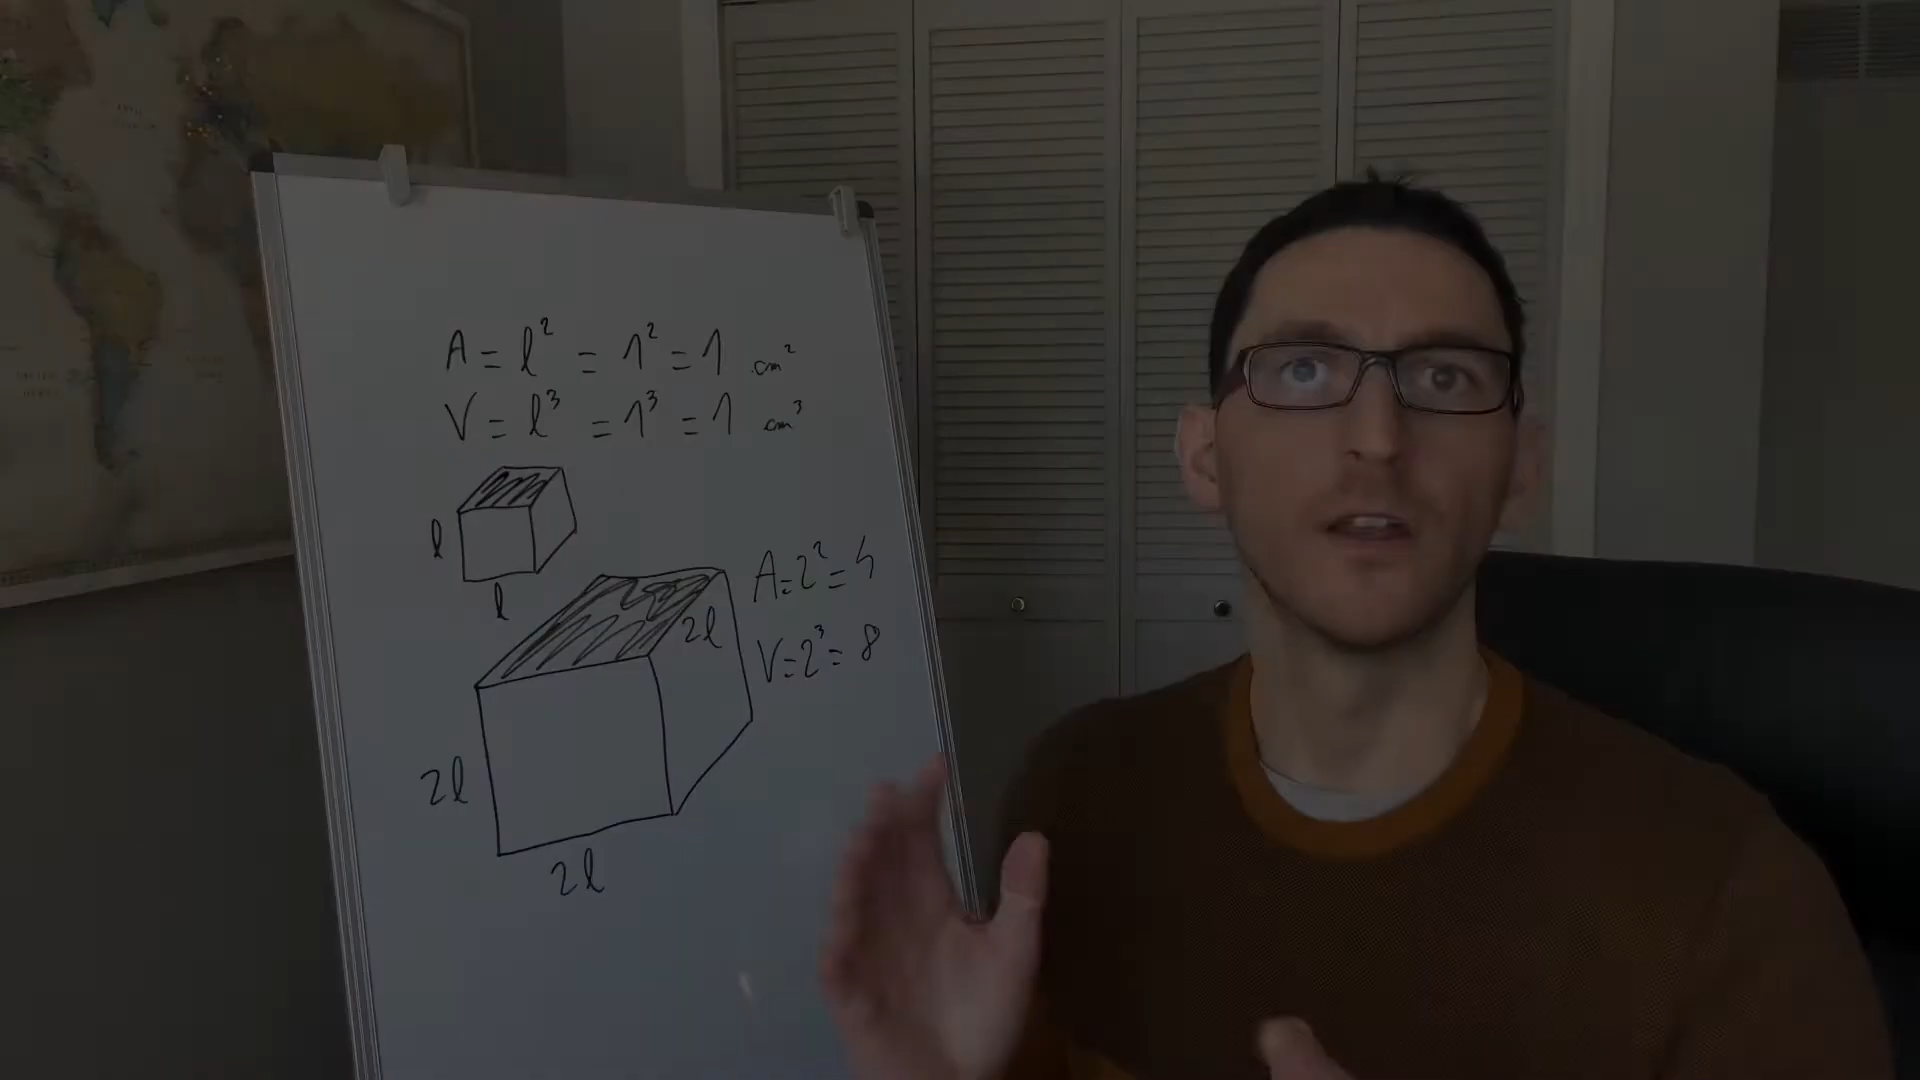 A = l² = 1² = 1 cm²
V = l³ = 1³ = 1 cm³
l
l
A = 2² = 4
2l
V = 2³ = 8
2l
2l